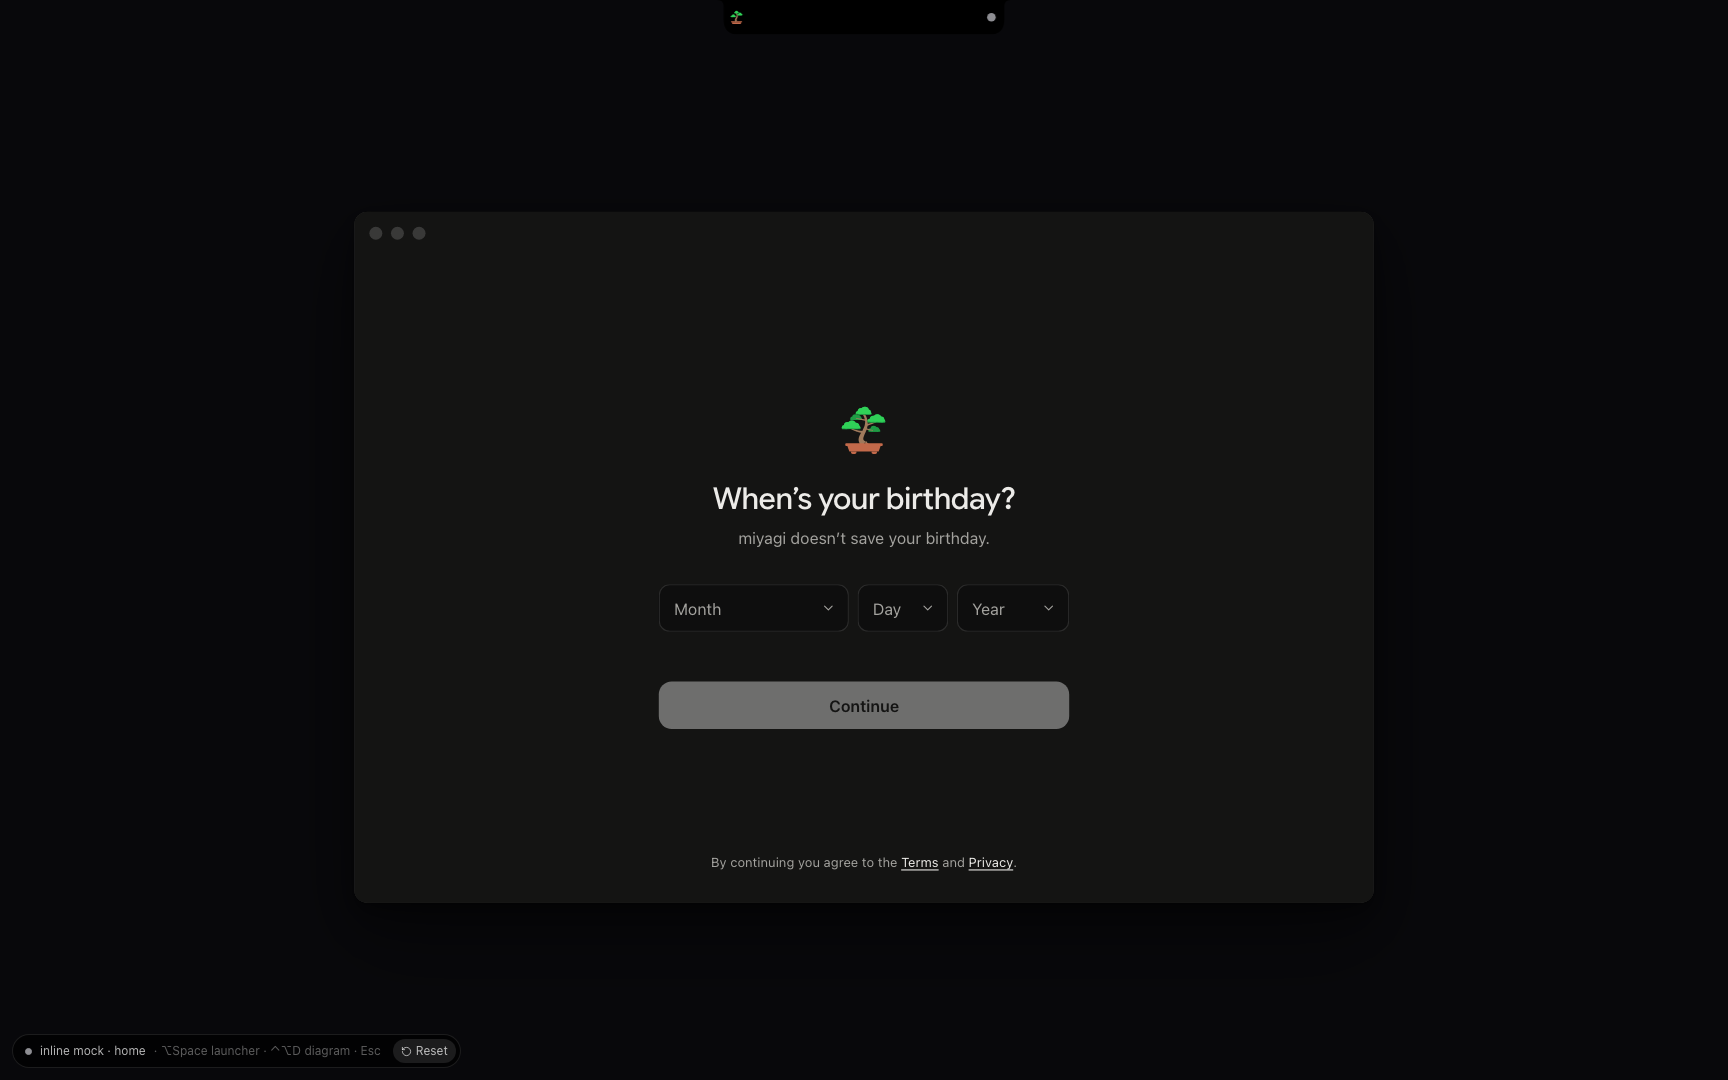 When’s your birthday?
miyagi doesn’t save your birthday.
Month Day Year
Continue
By continuing you agree to the Terms and Privacy.
inline mock · home · ⌥Space launcher · ^⌥D diagram · Esc Reset